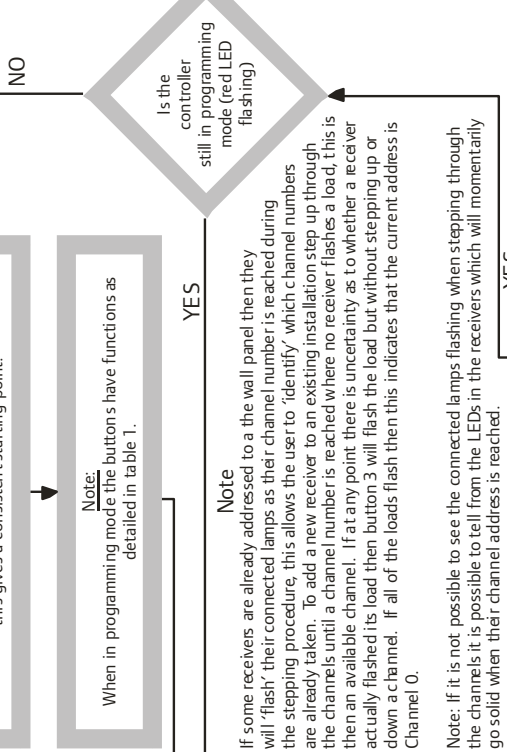 this gives a consistent starting point.
Note:
When in programming mode the buttons have functions as
detailed in table 1.
NO
Is the
controller
still in programming
mode (red LED
flashing)
YES
Note
If some receivers are already addressed to a the wall panel then they
will ‘flash’ their connected lamps as their channel number is reached during
the stepping procedure, this allows the user to ‘identify’ which channel numbers
are already taken. To add a new receiver to an existing installation step up through
the channels until a channel number is reached where no receiver flashes a load, this is
then an available channel. If at any point there is uncertainty as to whether a receiver
actually flashed its load then button 3 will flash the load but without stepping up or
down a channel. If all of the loads flash then this indicates that the current address is
Channel 0.
Note: If it is not possible to see the connected lamps flashing when stepping through
the channels it is possible to tell from the LEDs in the receivers which will momentarily
go solid when their channel address is reached.
YES